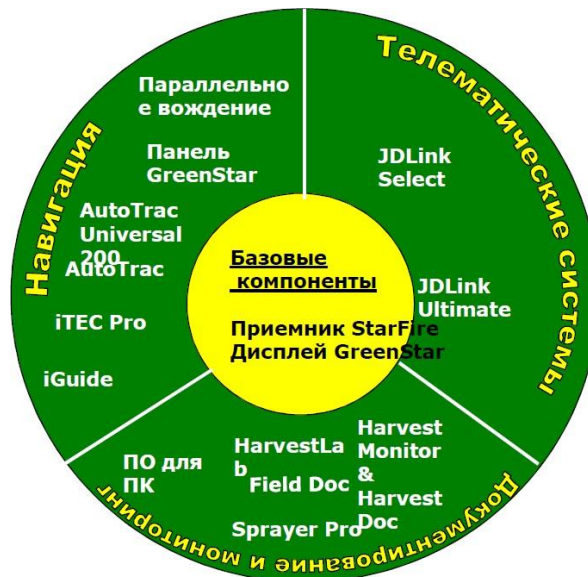 Навигация
Параллельно
е вождение
Панель
GreenStar
AutoTrac
Universal
200
AutoTrac
iTEC Pro
iGuide
Телематические системы
JDLink
Select
JDLink
Ultimate
Базовые
компоненты
Приемник StarFire
Дисплей GreenStar
ПО для
ПК
HarvestLa
b
Field Doc
Sprayer Pro
Harvest
Monitor
&
Harvest
Doc
Документирование и мониторинг